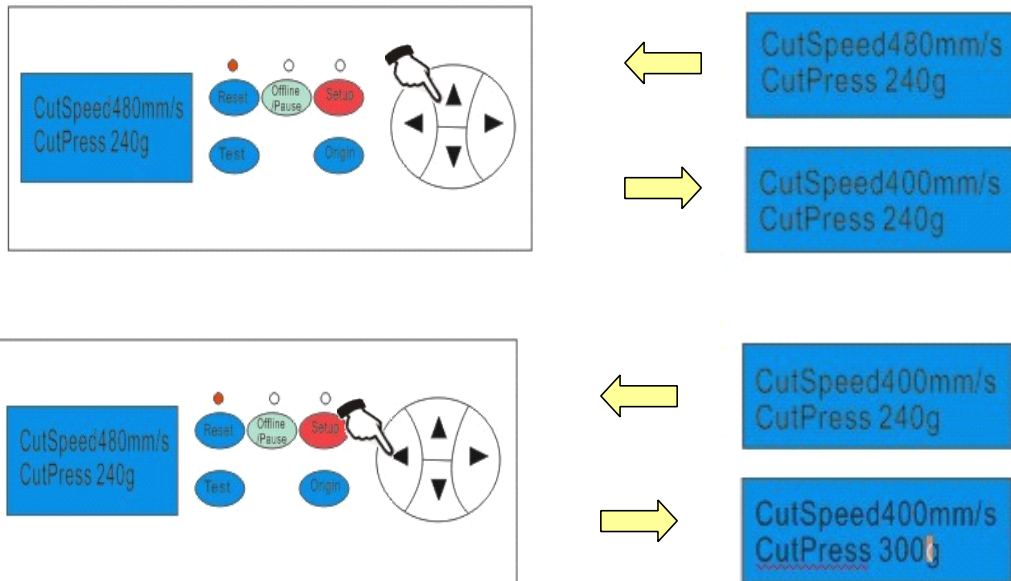 CutSpeed480mm/s
CutPress 240g
Reset
Offline
/Pause
Setup
Test
Origin
CutSpeed480mm/s
CutPress 240g
CutSpeed400mm/s
CutPress 240g
CutSpeed480mm/s
CutPress 240g
Reset
Offline
/Pause
Setup
Test
Origin
CutSpeed400mm/s
CutPress 240g
CutSpeed400mm/s
CutPress 300g